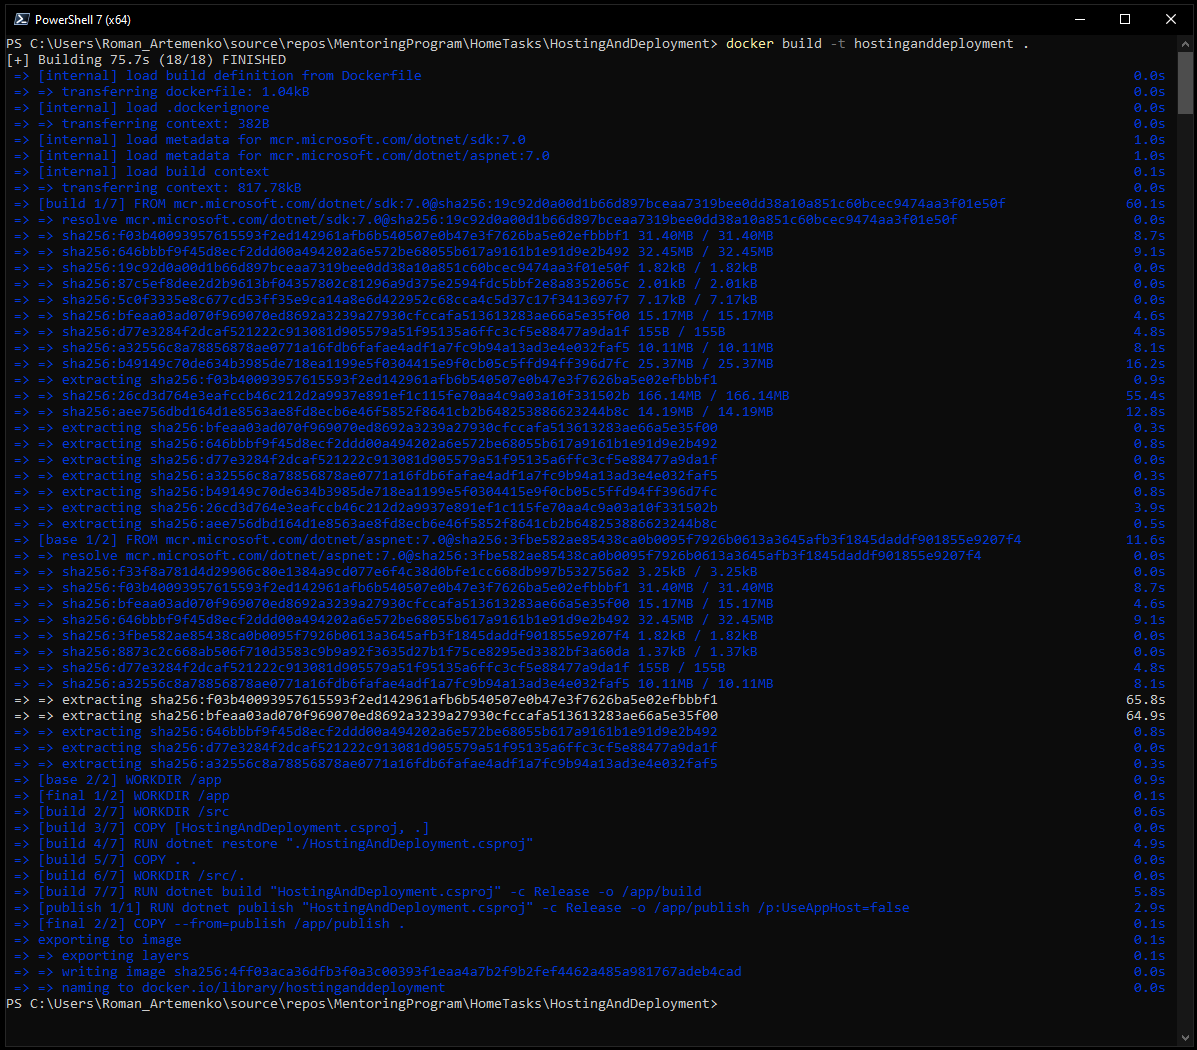 PowerShell 7 (x64)
PS C:\Users\Roman_Artemenko\source\repos\MentoringProgram\HomeTasks\HostingAndDeployment> docker build -t hostinganddeployment .
[+] Building 75.7s (18/18) FINISHED
=> [internal] load build definition from Dockerfile 0.0s
=> => transferring dockerfile: 1.04kB 0.0s
=> [internal] load .dockerignore 0.0s
=> => transferring context: 382B 0.0s
=> [internal] load metadata for mcr.microsoft.com/dotnet/sdk:7.0 1.0s
=> [internal] load metadata for mcr.microsoft.com/dotnet/aspnet:7.0 1.0s
=> [internal] load build context 0.1s
=> => transferring context: 817.78kB 0.0s
=> [build 1/7] FROM mcr.microsoft.com/dotnet/sdk:7.0@sha256:19c92d0a00d1b66d897bceaa7319bee0dd38a10a851c60bcec9474aa3f01e50f 60.1s
=> => resolve mcr.microsoft.com/dotnet/sdk:7.0@sha256:19c92d0a00d1b66d897bceaa7319bee0dd38a10a851c60bcec9474aa3f01e50f 0.0s
=> => sha256:f03b40093957615593f2ed142961afb6b540507e0b47e3f7626ba5e02efbbbf1 31.40MB / 31.40MB 8.7s
=> => sha256:646bbbf9f45d8ecf2ddd00a494202a6e572be68055b617a9161b1e91d9e2b492 32.45MB / 32.45MB 9.1s
=> => sha256:19c92d0a00d1b66d897bceaa7319bee0dd38a10a851c60bcec9474aa3f01e50f 1.82kB / 1.82kB 0.0s
=> => sha256:87c5ef8dee2d2b9613bf04357802c81296a9d375e2594fdc5bbf2e8a8352065c 2.01kB / 2.01kB 0.0s
=> => sha256:5c0f3335e8c677cd53ff35e9ca14a8e6d422952c68cca4c5d37c17f3413697f7 7.17kB / 7.17kB 0.0s
=> => sha256:bfeaa03ad070f969070ed8692a3239a27930cfccafa513613283ae66a5e35f00 15.17MB / 15.17MB 4.6s
=> => sha256:d77e3284f2dcaf521222c913081d905579a51f95135a6ffc3cf5e88477a9da1f 155B / 155B 4.8s
=> => sha256:a32556c8a78856878ae0771a16fdb6fafae4adf1a7fc9b94a13ad3e4e032faf5 10.11MB / 10.11MB 8.1s
=> => sha256:b49149c70de634b3985de718ea1199e5f0304415e9f0cb05c5ffd94ff396d7fc 25.37MB / 25.37MB 16.2s
=> => extracting sha256:f03b40093957615593f2ed142961afb6b540507e0b47e3f7626ba5e02efbbbf1 0.9s
=> => sha256:26cd3d764e3eafccb46c212d2a9937e891ef1c115fe70aa4c9a03a10f331502b 166.14MB / 166.14MB 55.4s
=> => sha256:aee756dbd164d1e8563ae8fd8ecb6e46f5852f8641cb2b648253886623244b8c 14.19MB / 14.19MB 12.8s
=> => extracting sha256:bfeaa03ad070f969070ed8692a3239a27930cfccafa513613283ae66a5e35f00 0.3s
=> => extracting sha256:646bbbf9f45d8ecf2ddd00a494202a6e572be68055b617a9161b1e91d9e2b492 0.8s
=> => extracting sha256:d77e3284f2dcaf521222c913081d905579a51f95135a6ffc3cf5e88477a9da1f 0.0s
=> => extracting sha256:a32556c8a78856878ae0771a16fdb6fafae4adf1a7fc9b94a13ad3e4e032faf5 0.3s
=> => extracting sha256:b49149c70de634b3985de718ea1199e5f0304415e9f0cb05c5ffd94ff396d7fc 0.8s
=> => extracting sha256:26cd3d764e3eafccb46c212d2a9937e891ef1c115fe70aa4c9a03a10f331502b 3.9s
=> => extracting sha256:aee756dbd164d1e8563ae8fd8ecb6e46f5852f8641cb2b648253886623244b8c 0.5s
=> [base 1/2] FROM mcr.microsoft.com/dotnet/aspnet:7.0@sha256:3fbe582ae85438ca0b0095f7926b0613a3645afb3f1845daddf901855e9207f4 11.6s
=> => resolve mcr.microsoft.com/dotnet/aspnet:7.0@sha256:3fbe582ae85438ca0b0095f7926b0613a3645afb3f1845daddf901855e9207f4 0.0s
=> => sha256:f33f8a781d4d29906c80e1384a9cd077e6f4c38d0bfe1cc668db997b532756a2 3.25kB / 3.25kB 0.0s
=> => sha256:f03b40093957615593f2ed142961afb6b540507e0b47e3f7626ba5e02efbbbf1 31.40MB / 31.40MB 8.7s
=> => sha256:bfeaa03ad070f969070ed8692a3239a27930cfccafa513613283ae66a5e35f00 15.17MB / 15.17MB 4.6s
=> => sha256:646bbbf9f45d8ecf2ddd00a494202a6e572be68055b617a9161b1e91d9e2b492 32.45MB / 32.45MB 9.1s
=> => sha256:3fbe582ae85438ca0b0095f7926b0613a3645afb3f1845daddf901855e9207f4 1.82kB / 1.82kB 0.0s
=> => sha256:8873c2c668ab506f710d3583c9b9a92f3635d27b1f75ce8295ed3382bf3a60da 1.37kB / 1.37kB 0.0s
=> => sha256:d77e3284f2dcaf521222c913081d905579a51f95135a6ffc3cf5e88477a9da1f 155B / 155B 4.8s
=> => sha256:a32556c8a78856878ae0771a16fdb6fafae4adf1a7fc9b94a13ad3e4e032faf5 10.11MB / 10.11MB 8.1s
=> => extracting sha256:f03b40093957615593f2ed142961afb6b540507e0b47e3f7626ba5e02efbbbf1 65.8s
=> => extracting sha256:bfeaa03ad070f969070ed8692a3239a27930cfccafa513613283ae66a5e35f00 64.9s
=> => extracting sha256:646bbbf9f45d8ecf2ddd00a494202a6e572be68055b617a9161b1e91d9e2b492 0.8s
=> => extracting sha256:d77e3284f2dcaf521222c913081d905579a51f95135a6ffc3cf5e88477a9da1f 0.0s
=> => extracting sha256:a32556c8a78856878ae0771a16fdb6fafae4adf1a7fc9b94a13ad3e4e032faf5 0.3s
=> [base 2/2] WORKDIR /app 0.9s
=> [final 1/2] WORKDIR /app 0.1s
=> [build 2/7] WORKDIR /src 0.6s
=> [build 3/7] COPY [HostingAndDeployment.csproj, .] 0.0s
=> [build 4/7] RUN dotnet restore "./HostingAndDeployment.csproj" 4.9s
=> [build 5/7] COPY . . 0.0s
=> [build 6/7] WORKDIR /src/. 0.0s
=> [build 7/7] RUN dotnet build "HostingAndDeployment.csproj" -c Release -o /app/build 5.8s
=> [publish 1/1] RUN dotnet publish "HostingAndDeployment.csproj" -c Release -o /app/publish /p:UseAppHost=false 2.9s
=> [final 2/2] COPY --from=publish /app/publish . 0.1s
=> exporting to image 0.1s
=> => exporting layers 0.1s
=> => writing image sha256:4ff03aca36dfb3f0a3c00393f1eaa4a7b2f9b2fef4462a485a981767adeb4cad 0.0s
=> => naming to docker.io/library/hostinganddeployment 0.0s
PS C:\Users\Roman_Artemenko\source\repos\MentoringProgram\HomeTasks\HostingAndDeployment>